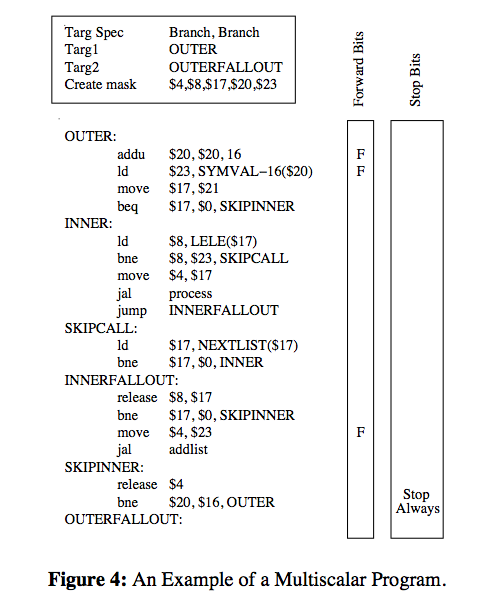 Targ Spec Branch, Branch
Targ1 OUTER
Targ2 OUTERFALLOUT
Create mask $4,$8,$17,$20,$23
Forward Bits
Stop Bits
OUTER:
addu $20, $20, 16 F
ld $23, SYMVAL−16($20) F
move $17, $21
beq $17, $0, SKIPINNER
INNER:
ld $8, LELE($17)
bne $8, $23, SKIPCALL
move $4, $17
jal process
jump INNERFALLOUT
SKIPCALL:
ld $17, NEXTLIST($17)
bne $17, $0, INNER
INNERFALLOUT:
release $8, $17
bne $17, $0, SKIPINNER
move $4, $23 F
jal addlist
SKIPINNER:
release $4
bne $20, $16, OUTER Stop Always
OUTERFALLOUT:
Figure 4: An Example of a Multiscalar Program.